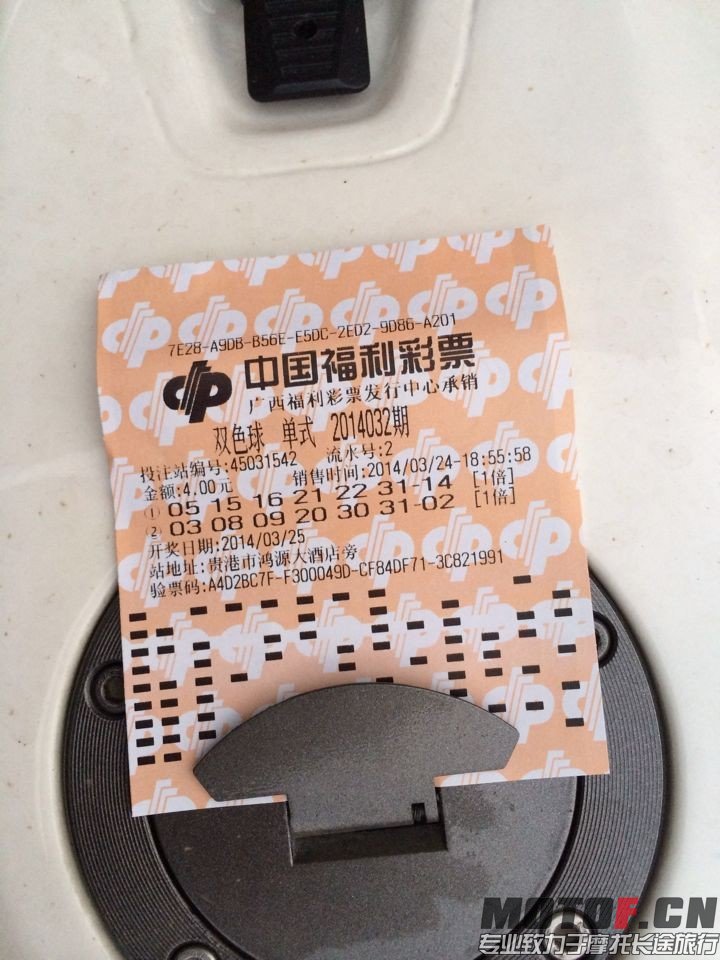 7E28-A9DB-B56E-E5DC-2ED2-9D86-A201
中国福利彩票
广西福利彩票发行中心承销
双色球 单式 2014032期
投注站编号:45031542 流水号:2
金额:4.00元 销售时间:2014/03/24-18:55:58
① 05 15 16 21 22 31-14 [1倍]
② 03 08 09 20 30 31-02 [1倍]
开奖日期:2014/03/25
站地址:贵港市鸿源大酒店旁
验票码:A4D2BC7F-F300049D-CF84DF71-3C821991
MOTOF.CN
专业致力于摩托长途旅行